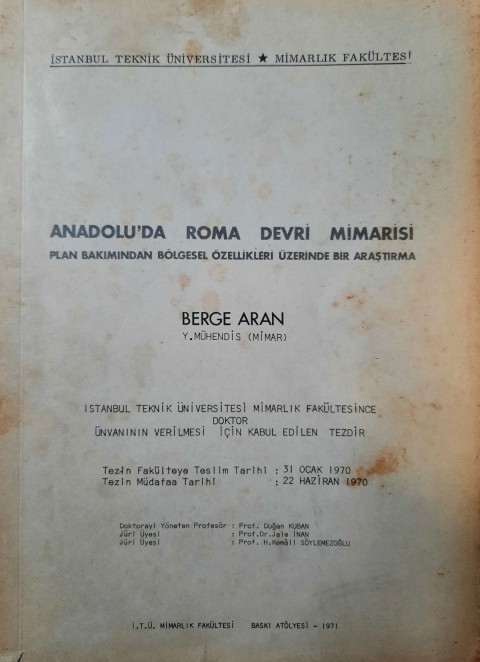 İSTANBUL TEKNİK ÜNİVERSİTESİ ★ MİMARLIK FAKÜLTESİ
ANADOLU'DA ROMA DEVRİ MİMARİSİ
PLAN BAKIMINDAN BÖLGESEL ÖZELLİKLERİ ÜZERİNDE BİR ARAŞTIRMA
BERGE ARAN
Y.MÜHENDİS (MİMAR)
İSTANBUL TEKNİK ÜNİVERSİTESİ MİMARLIK FAKÜLTESİNCE
DOKTOR
ÜNVANININ VERİLMESİ İÇİN KABUL EDİLEN TEZDİR
Tezin Fakülteye Teslim Tarihi : 31 OCAK 1970
Tezin Müdafaa Tarihi : 22 HAZİRAN 1970
Doktorayi Yöneten Profesör : Prof. Doğan KUBAN
Jüri Üyesi : Prof.Dr.Jale İNAN
Jüri Üyesi : Prof. H.Kemâli SÖYLEMEZOĞLU
İ.T.Ü. MİMARLIK FAKÜLTESİ BASKI ATÖLYESİ - 1971